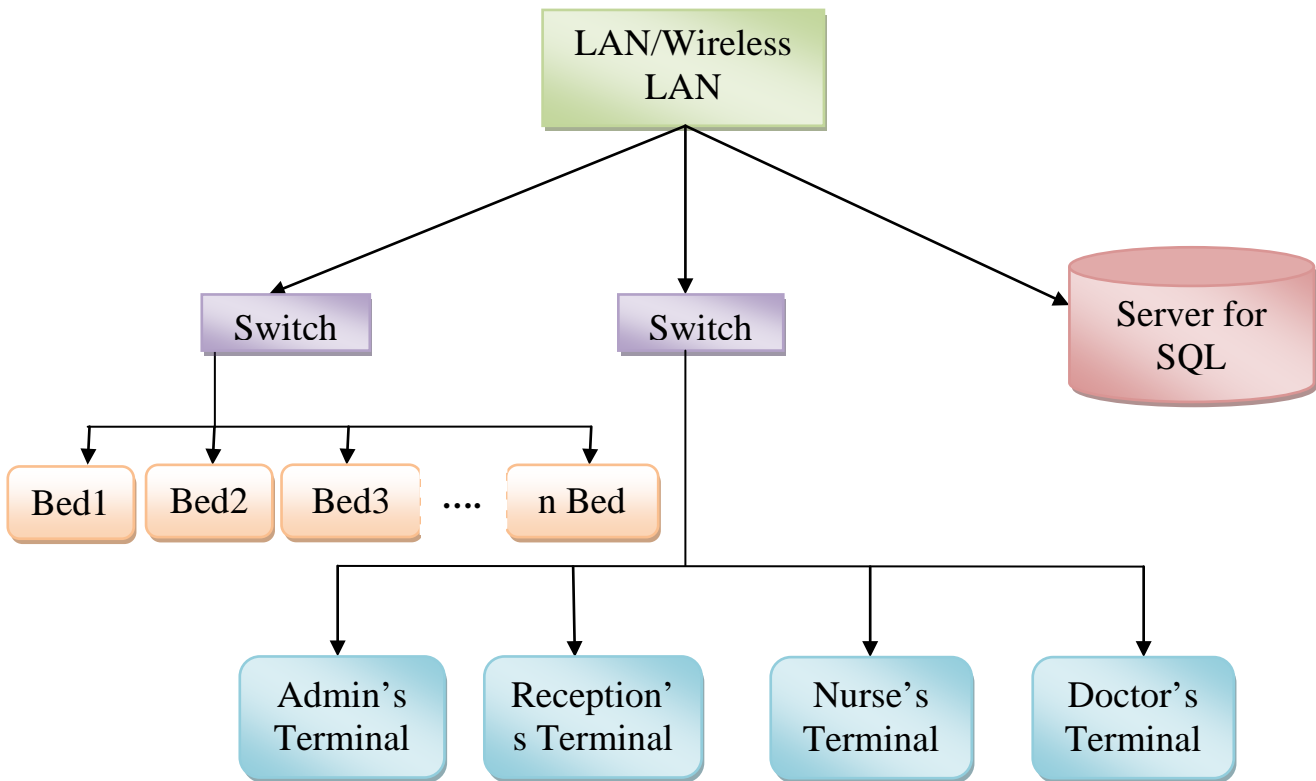 LAN/Wireless
LAN
Switch
Switch
Server for
SQL
Bed1
Bed2
Bed3
....
n Bed
Admin’s
Terminal
Reception’
s Terminal
Nurse’s
Terminal
Doctor’s
Terminal